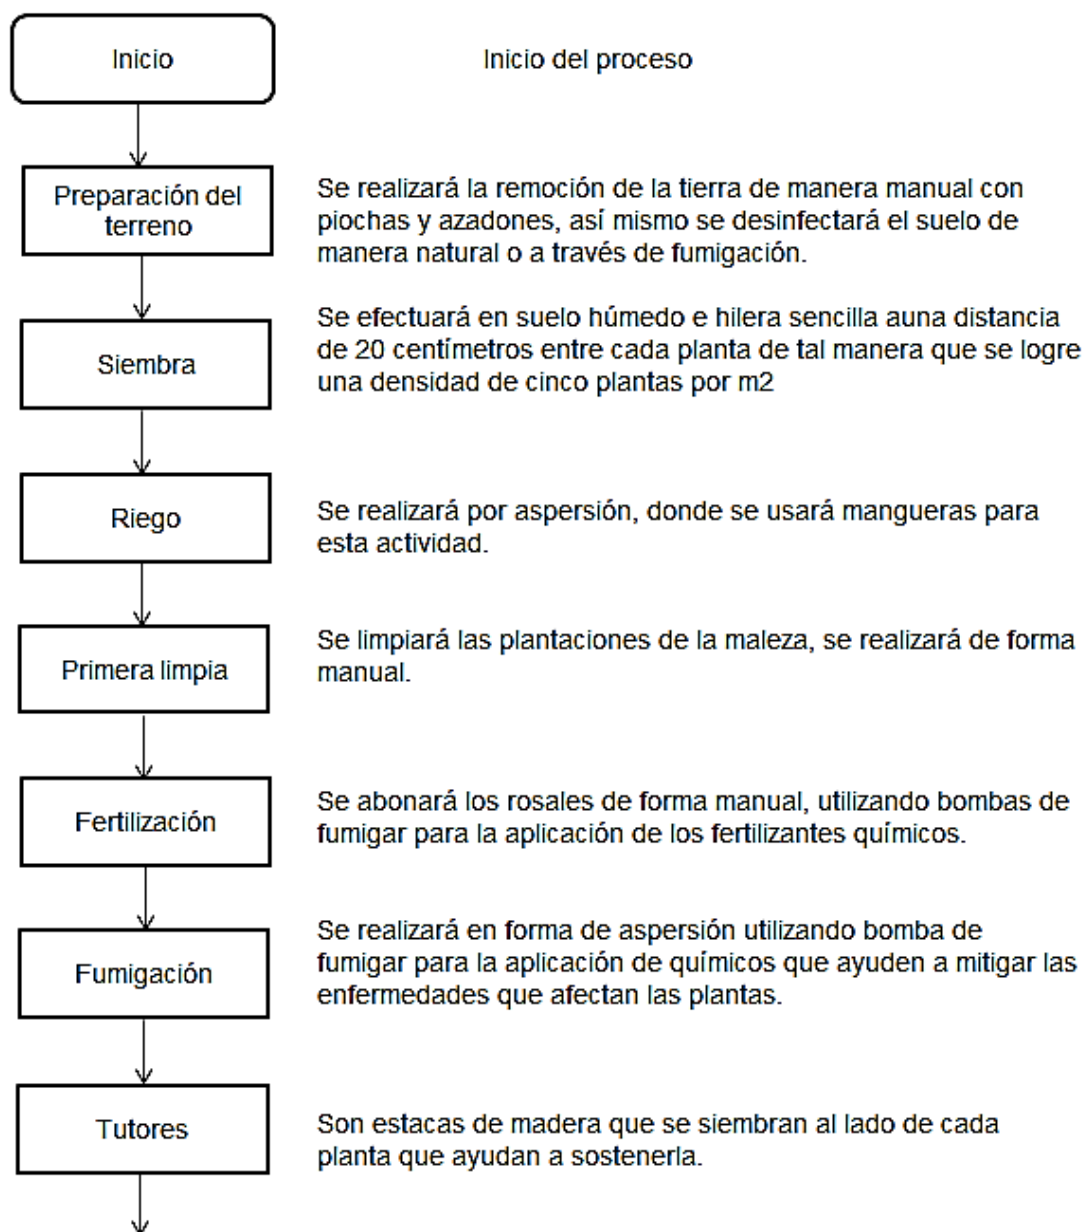 Inicio
Inicio del proceso
Preparación del
terreno
Se realizará la remoción de la tierra de manera manual con
piochas y azadones, así mismo se desinfectará el suelo de
manera natural o a través de fumigación.
Siembra
Se efectuará en suelo húmedo e hilera sencilla auna distancia
de 20 centímetros entre cada planta de tal manera que se logre
una densidad de cinco plantas por m2
Riego
Se realizará por aspersión, donde se usará mangueras para
esta actividad.
Primera limpia
Se limpiará las plantaciones de la maleza, se realizará de forma
manual.
Fertilización
Se abonará los rosales de forma manual, utilizando bombas de
fumigar para la aplicación de los fertilizantes químicos.
Fumigación
Se realizará en forma de aspersión utilizando bomba de
fumigar para la aplicación de químicos que ayuden a mitigar las
enfermedades que afectan las plantas.
Tutores
Son estacas de madera que se siembran al lado de cada
planta que ayudan a sostenerla.